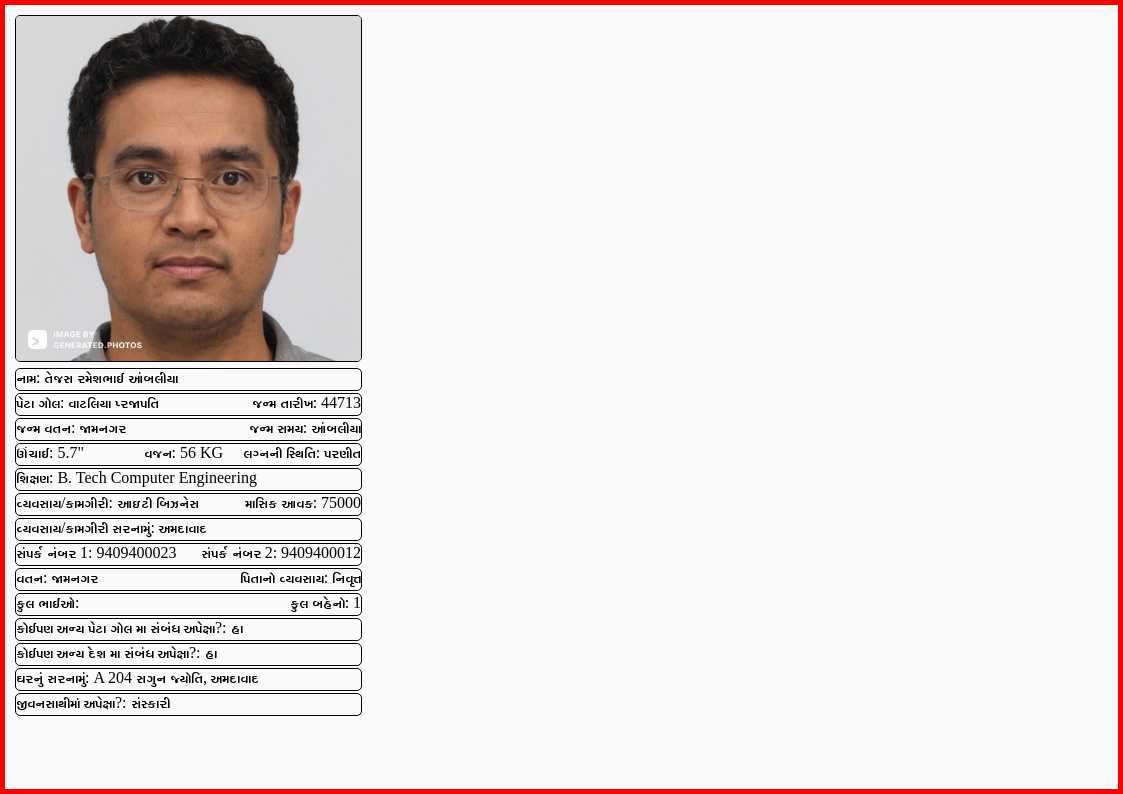 IMAGE BY
GENERATED.PHOTOS
નામ: તેજસ રમેશભાઈ આંબલીયા
પેટા ગોલ: વાટલિયા પ્રજાપતિ જન્મ તારીખ: 44713
જન્મ વતન: જામનગર જન્મ સમય: આંબલીયા
ઊંચાઈ: 5.7" વજન: 56 KG લગ્નની સ્થિતિ: પરણીત
શિક્ષણ: B. Tech Computer Engineering
વ્યવસાય/કામગીરી: આઇટી બિઝનેસ માસિક આવક: 75000
વ્યવસાય/કામગીરી સરનામું: અમદાવાદ
સંપર્ક નંબર 1: 9409400023 સંપર્ક નંબર 2: 9409400012
વતન: જામનગર પિતાનો વ્યવસાય: નિવૃત્ત
કુલ ભાઈઓ: કુલ બહેનો: 1
કોઈપણ અન્ય પેટા ગોલ મા સંબંધ અપેક્ષા?: હા
કોઈપણ અન્ય દેશ મા સંબંધ અપેક્ષા?: હા
ઘરનું સરનામું: A 204 સગુન જ્યોતિ, અમદાવાદ
જીવનસાથીમાં અપેક્ષા?: સંસ્કારી